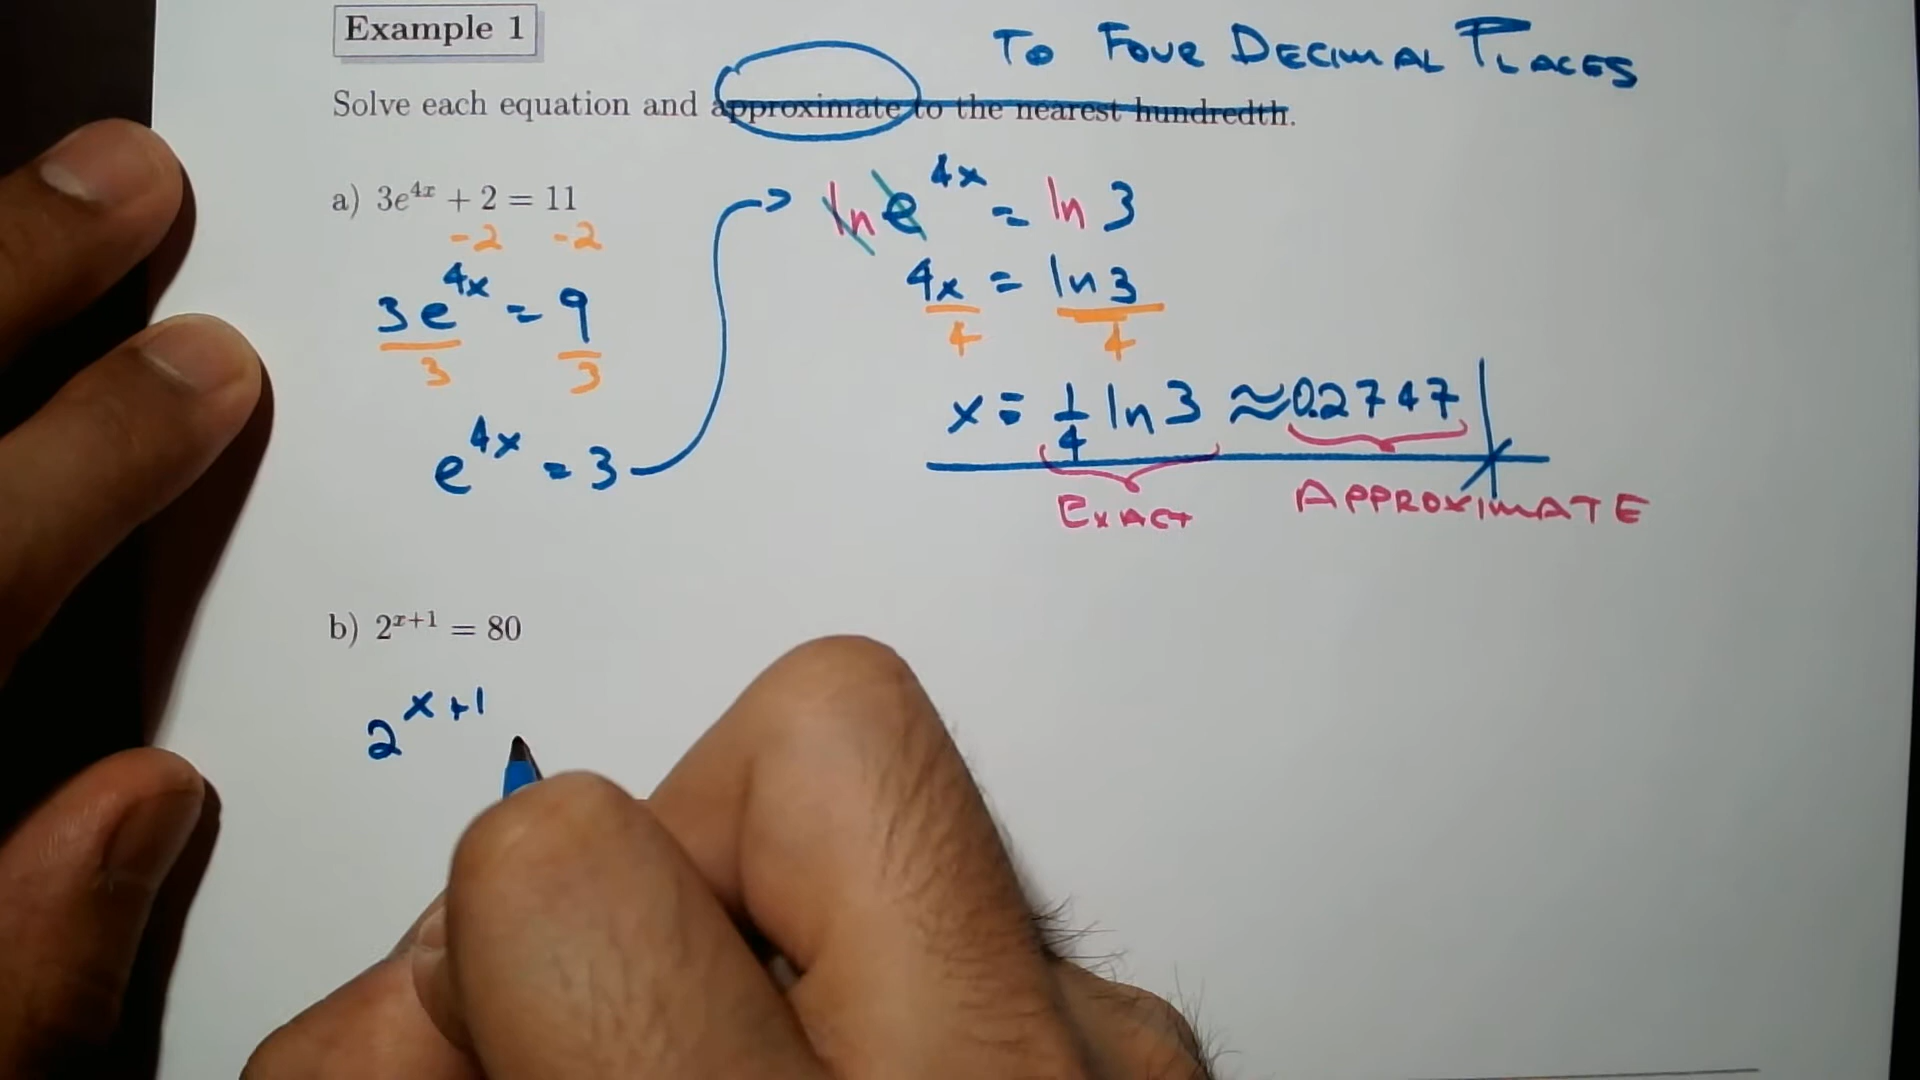 Example 1
To Four Decimal Places
Solve each equation and approximate to the nearest hundredth.
a) 3e^{4x} + 2 = 11
-2 -2
3e^{4x} = 9
3 3
e^{4x} = 3
ln e^{4x} = ln 3
4x = ln 3
4 4
x = 1/4 ln 3 ≈ 0.2747
Exact Approximate
b) 2^{x+1} = 80
2^{x+1}